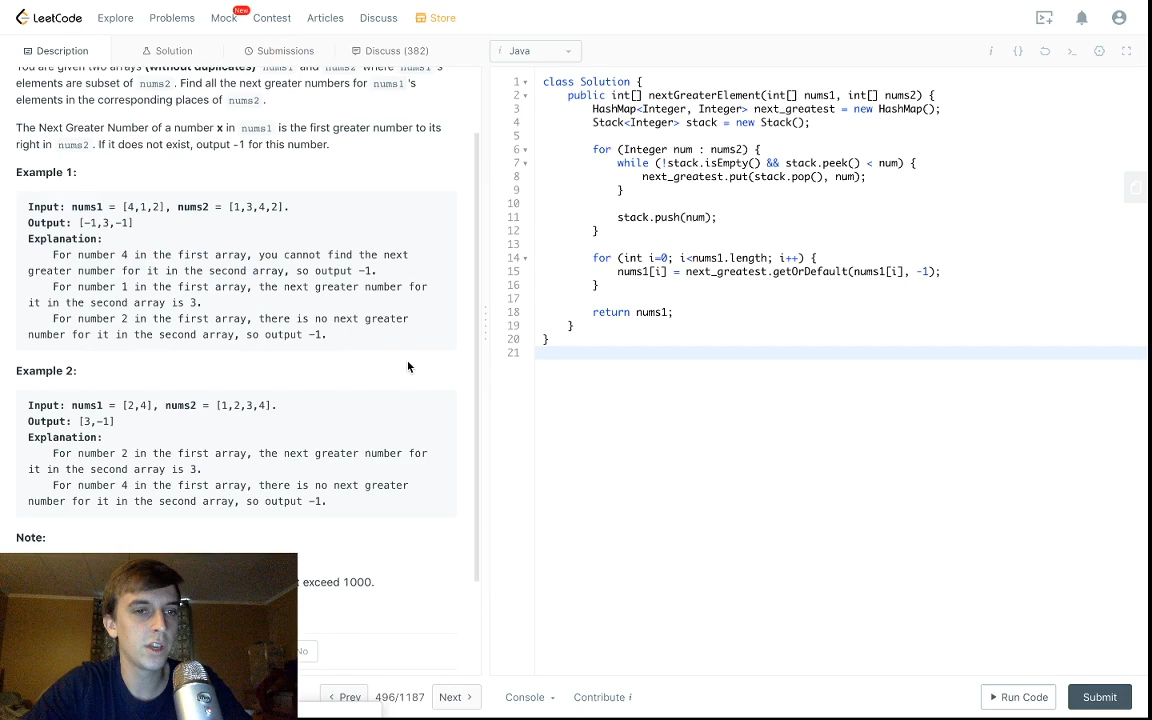 LeetCode Explore Problems Mock New Contest Articles Discuss Store
Description Solution Submissions Discuss (382)
You are given two arrays (without duplicates) nums1 and nums2 where nums1's
elements are subset of nums2. Find all the next greater numbers for nums1's
elements in the corresponding places of nums2.
The Next Greater Number of a number x in nums1 is the first greater number to its
right in nums2. If it does not exist, output -1 for this number.
Example 1:
Input: nums1 = [4,1,2], nums2 = [1,3,4,2].
Output: [-1,3,-1]
Explanation:
For number 4 in the first array, you cannot find the next
greater number for it in the second array, so output -1.
For number 1 in the first array, the next greater number for
it in the second array is 3.
For number 2 in the first array, there is no next greater
number for it in the second array, so output -1.
Example 2:
Input: nums1 = [2,4], nums2 = [1,2,3,4].
Output: [3,-1]
Explanation:
For number 2 in the first array, the next greater number for
it in the second array is 3.
For number 4 in the first array, there is no next greater
number for it in the second array, so output -1.
Note:
exceed 1000.
No
Prev 496/1187 Next
i Java
i {} >_
1 class Solution {
2 public int[] nextGreaterElement(int[] nums1, int[] nums2) {
3 HashMap<Integer, Integer> next_greatest = new HashMap();
4 Stack<Integer> stack = new Stack();
5
6 for (Integer num : nums2) {
7 while (!stack.isEmpty() && stack.peek() < num) {
8 next_greatest.put(stack.pop(), num);
9 }
10
11 stack.push(num);
12 }
13
14 for (int i=0; i<nums1.length; i++) {
15 nums1[i] = next_greatest.getOrDefault(nums1[i], -1);
16 }
17
18 return nums1;
19 }
20 }
21
Console Contribute i Run Code Submit